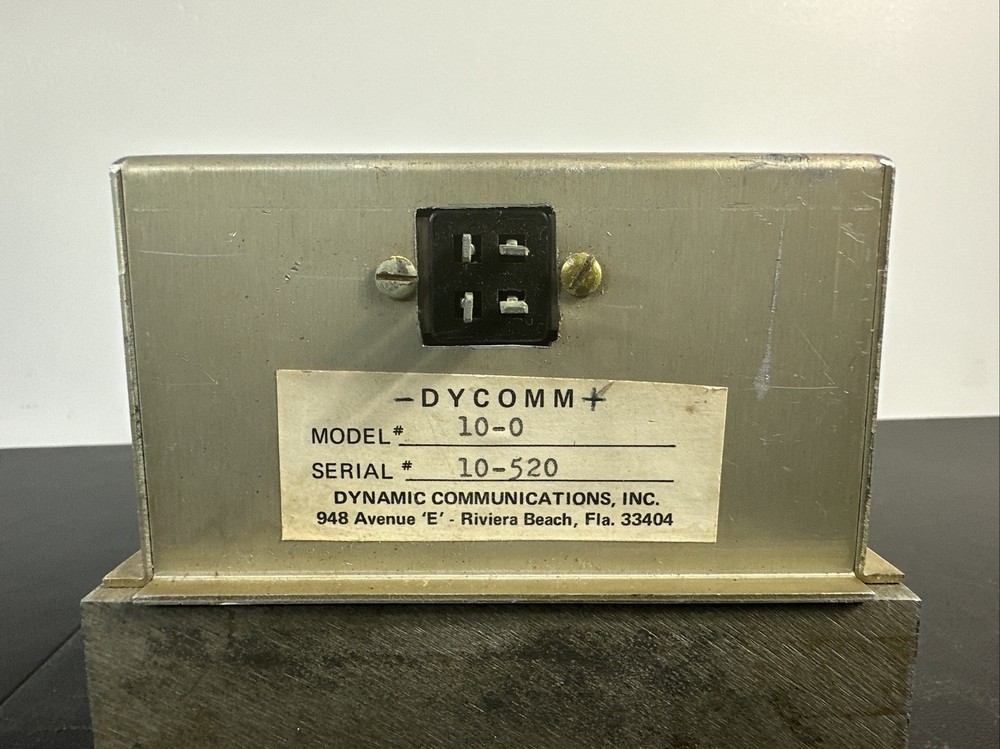 - DYCOMM +
MODEL# 10-0
SERIAL # 10-520
DYNAMIC COMMUNICATIONS, INC.
948 Avenue 'E' - Riviera Beach, Fla. 33404